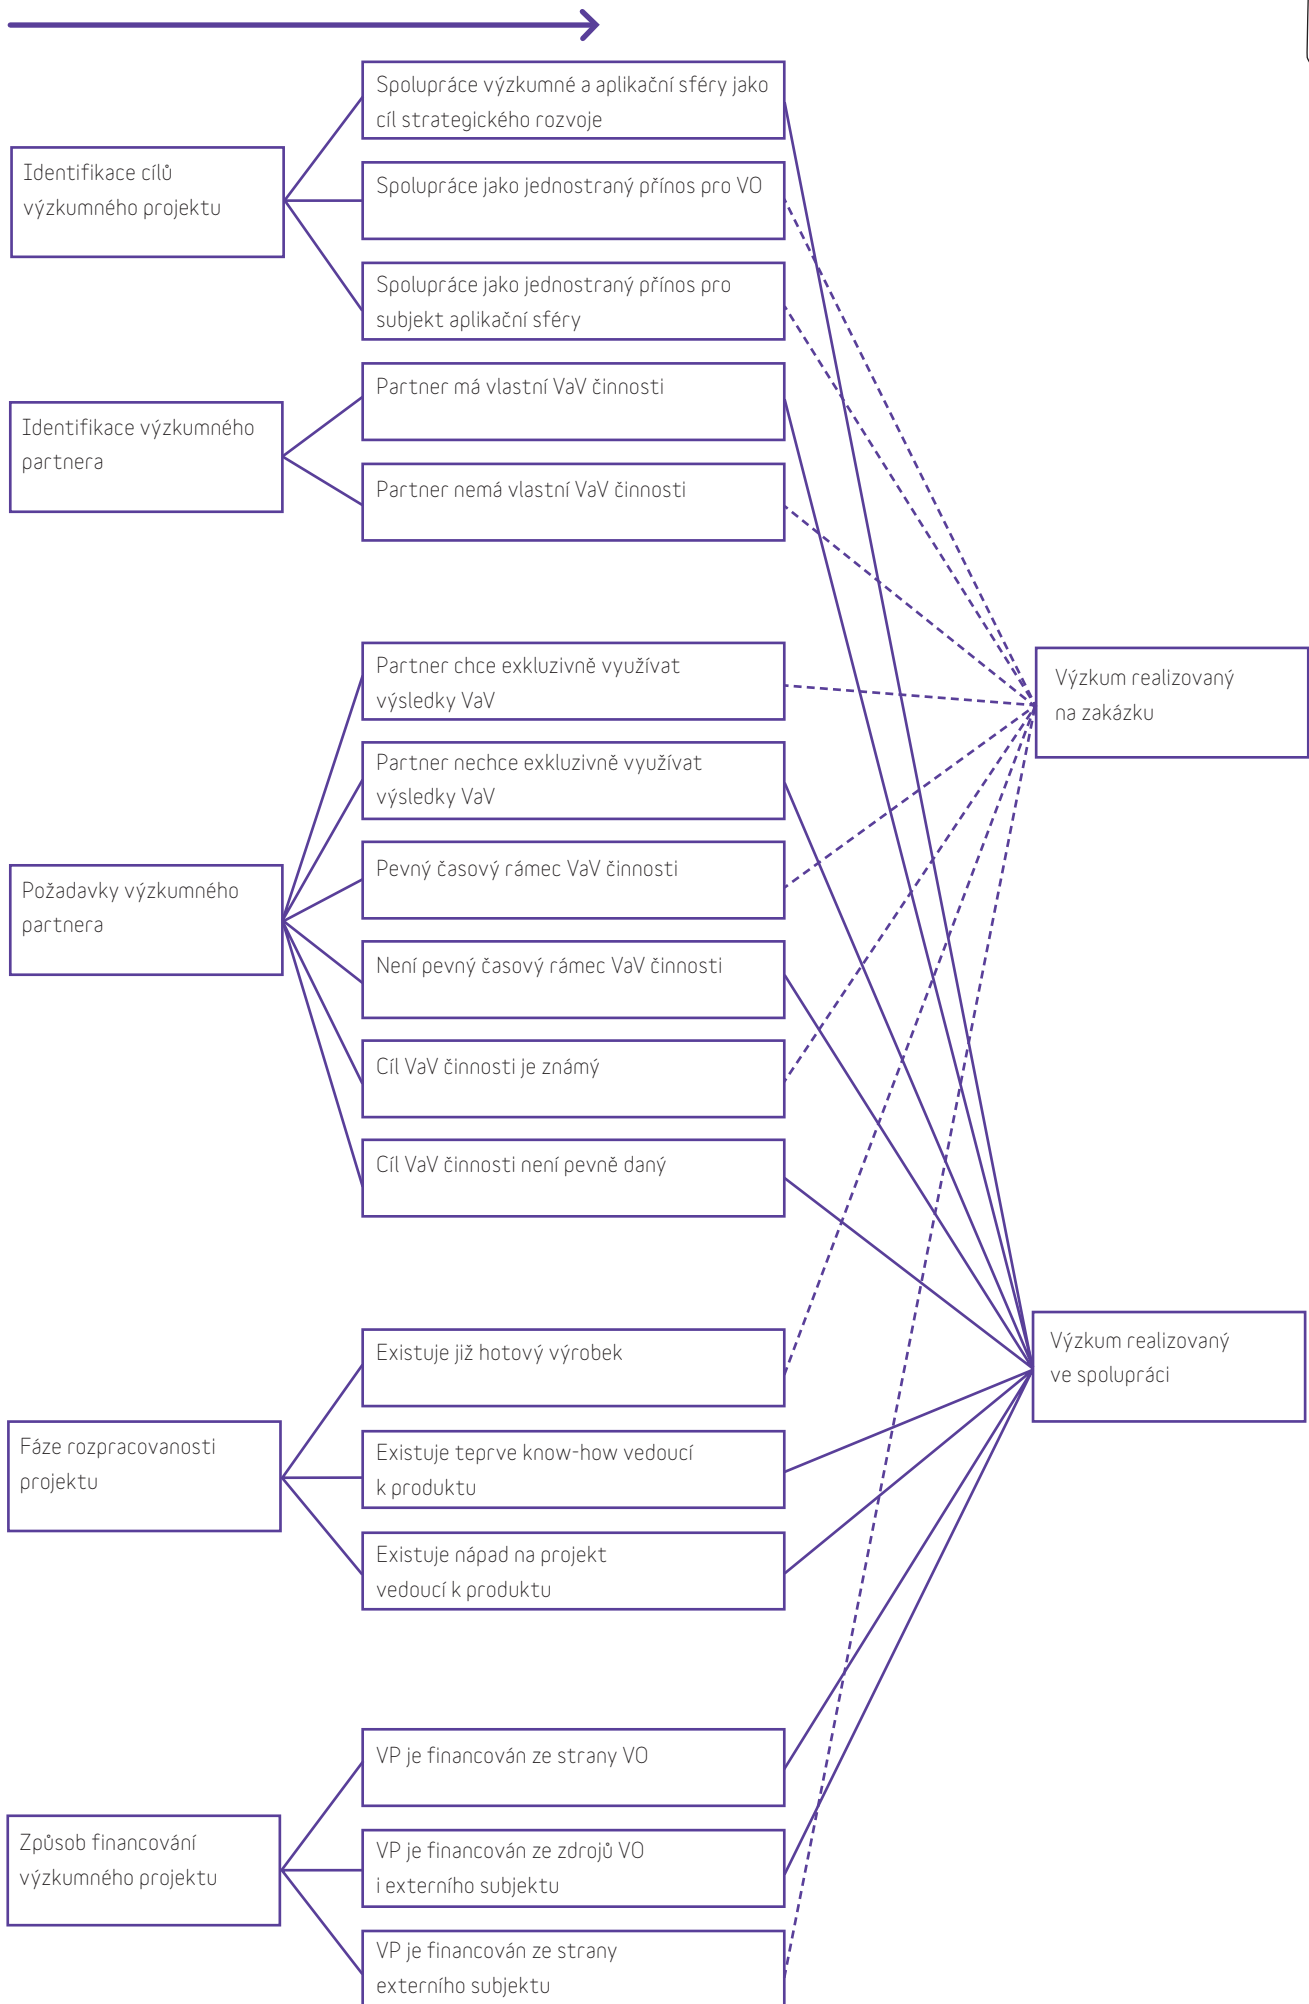 Identifikace cílů
výzkumného projektu
Spolupráce výzkumné a aplikační sféry jako
cíl strategického rozvoje
Spolupráce jako jednostraný přínos pro VO
Spolupráce jako jednostraný přínos pro
subjekt aplikační sféry
Identifikace výzkumného
partnera
Partner má vlastní VaV činnosti
Partner nemá vlastní VaV činnosti
Požadavky výzkumného
partnera
Partner chce exkluzivně využívat
výsledky VaV
Partner nechce exkluzivně využívat
výsledky VaV
Pevný časový rámec VaV činnosti
Není pevný časový rámec VaV činnosti
Cíl VaV činnosti je známý
Cíl VaV činnosti není pevně daný
Fáze rozpracovanosti
projektu
Existuje již hotový výrobek
Existuje teprve know-how vedoucí
k produktu
Existuje nápad na projekt
vedoucí k produktu
Způsob financování
výzkumného projektu
VP je financován ze strany VO
VP je financován ze zdrojů VO
i externího subjektu
VP je financován ze strany
externího subjektu
Výzkum realizovaný
na zakázku
Výzkum realizovaný
ve spolupráci